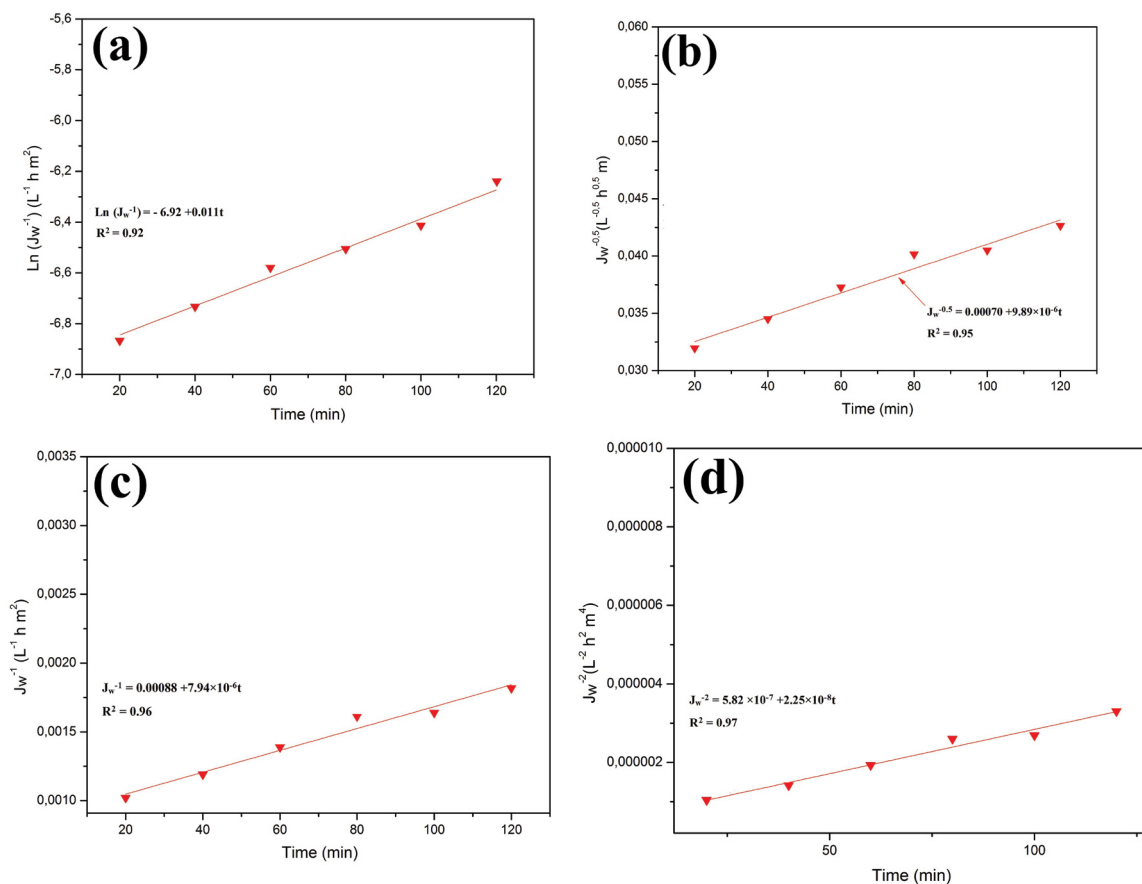 (a)
-5,6
-5,8
-6,0
-6,2
-6,4
-6,6
-6,8
-7,0
Ln (Jw⁻¹) (L⁻¹ h m²)
Ln (Jw⁻¹) = - 6.92 +0.011t
R² = 0.92
20 40 60 80 100 120
Time (min)
(b)
0,060
0,055
0,050
0,045
0,040
0,035
0,030
Jw⁻⁰·⁵(L⁻⁰·⁵ h⁰·⁵ m)
Jw⁻⁰·⁵ = 0.00070 +9.89×10⁻⁶t
R² = 0.95
20 40 60 80 100 120
Time (min)
(c)
0,0035
0,0030
0,0025
0,0020
0,0015
0,0010
Jw⁻¹ (L⁻¹ h m²)
Jw⁻¹ = 0.00088 +7.94×10⁻⁶t
R² = 0.96
20 40 60 80 100 120
Time (min)
(d)
0,000010
0,000008
0,000006
0,000004
0,000002
Jw⁻²(L⁻² h² m⁴)
Jw⁻² = 5.82 ×10⁻⁷ +2.25×10⁻⁸t
R² = 0.97
50 100
Time (min)